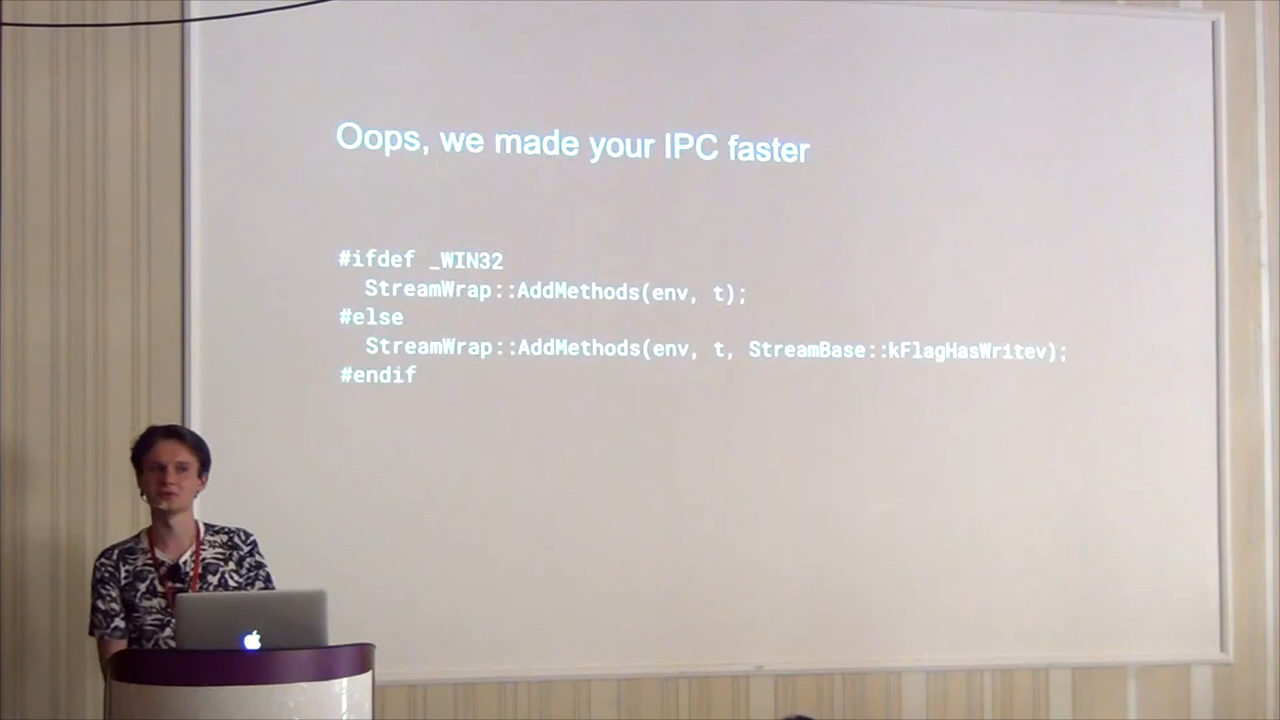 Oops, we made your IPC faster
#ifdef _WIN32
  StreamWrap::AddMethods(env, t);
#else
  StreamWrap::AddMethods(env, t, StreamBase::kFlagHasWritev);
#endif